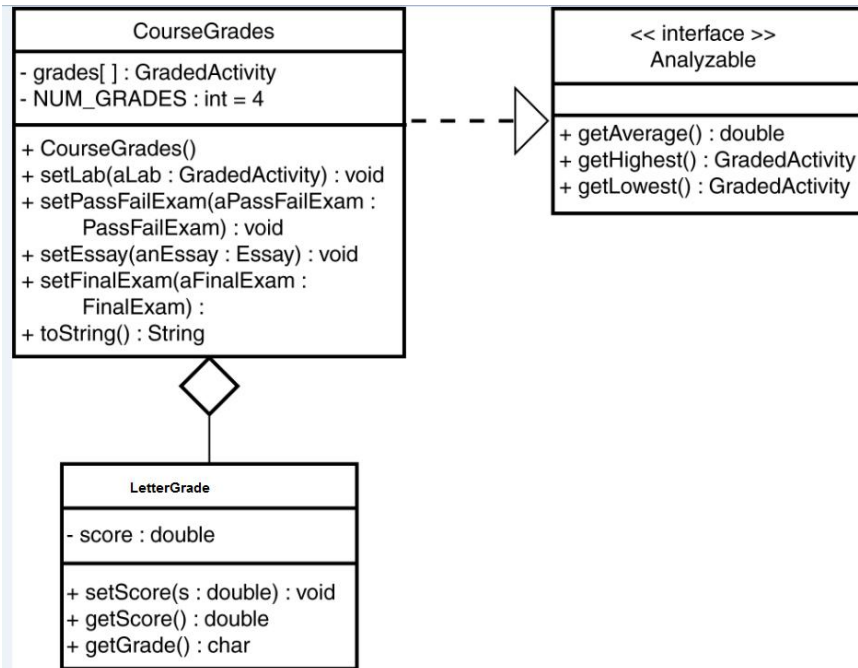 CourseGrades
- grades[ ] : GradedActivity
- NUM_GRADES : int = 4
+ CourseGrades()
+ setLab(aLab : GradedActivity) : void
+ setPassFailExam(aPassFailExam :
PassFailExam) : void
+ setEssay(anEssay : Essay) : void
+ setFinalExam(aFinalExam :
FinalExam) :
+ toString() : String
<< interface >>
Analyzable
+ getAverage() : double
+ getHighest() : GradedActivity
+ getLowest() : GradedActivity
LetterGrade
- score : double
+ setScore(s : double) : void
+ getScore() : double
+ getGrade() : char